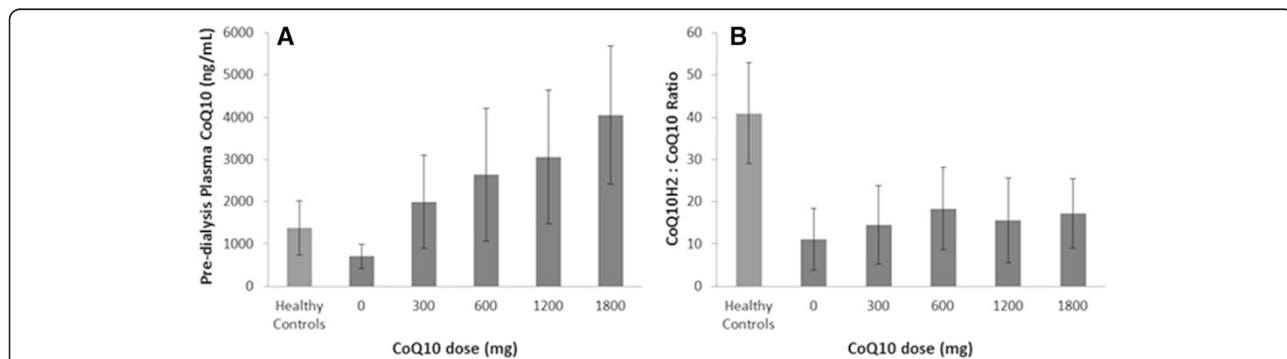 A
Pre-dialysis Plasma CoQ10 (ng/mL)
6000
5000
4000
3000
2000
1000
0
Healthy
Controls
0 300 600 1200 1800
CoQ10 dose (mg)
B
CoQ10H2 : CoQ10 Ratio
60
50
40
30
20
10
0
Healthy
Controls
0 300 600 1200 1800
CoQ10 dose (mg)